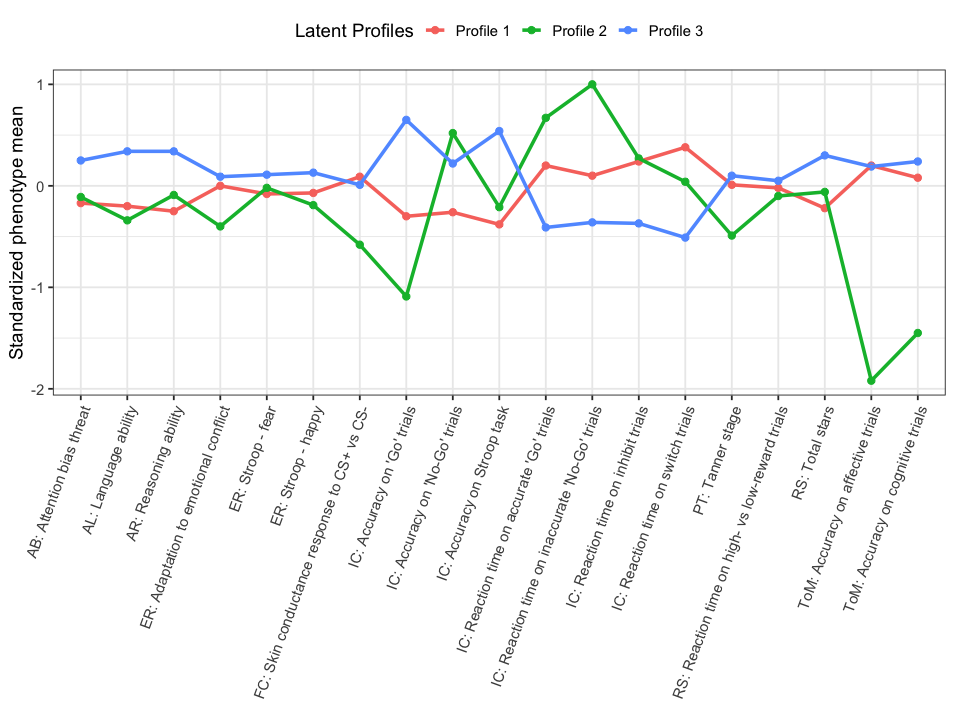 Latent Profiles Profile 1 Profile 2 Profile 3
Standardized phenotype mean
1
0
-1
-2
AB: Attention bias threat
AL: Language ability
AR: Reasoning ability
ER: Adaptation to emotional conflict
ER: Stroop - fear
ER: Stroop - happy
FC: Skin conductance response to CS+ vs CS-
IC: Accuracy on 'Go' trials
IC: Accuracy on 'No-Go' trials
IC: Accuracy on Stroop task
IC: Reaction time on accurate 'Go' trials
IC: Reaction time on inaccurate 'No-Go' trials
IC: Reaction time on inhibit trials
IC: Reaction time on switch trials
PT: Tanner stage
RS: Reaction time on high- vs low-reward trials
RS: Total stars
ToM: Accuracy on affective trials
ToM: Accuracy on cognitive trials